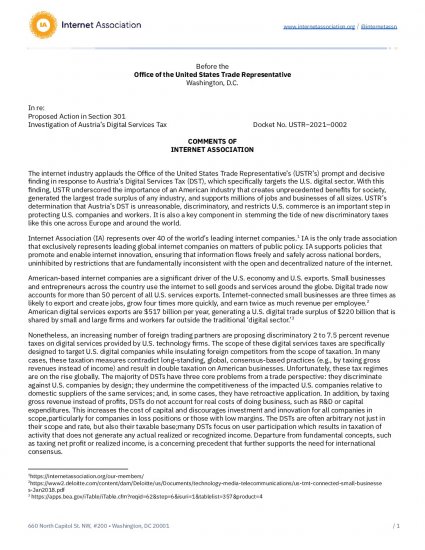 IA Internet Association
www.internetassociation.org / @internetassn
Before the
Office of the United States Trade Representative
Washington, D.C.
In re:
Proposed Action in Section 301
Investigation of Austria's Digital Services Tax Docket No. USTR–2021–0002
COMMENTS OF
INTERNET ASSOCIATION
The internet industry applauds the Office of the United States Trade Representative's (USTR's) prompt and decisive
finding in response to Austria's Digital Services Tax (DST), which specifically targets the U.S. digital sector. With this
finding, USTR underscored the importance of an American industry that creates unprecedented benefits for society,
generated the largest trade surplus of any industry, and supports millions of jobs and businesses of all sizes. USTR's
determination that Austria's DST is unreasonable, discriminatory, and restricts U.S. commerce is an important step in
protecting U.S. companies and workers. It is also a key component in stemming the tide of new discriminatory taxes
like this one across Europe and around the world.
Internet Association (IA) represents over 40 of the world's leading internet companies.¹ IA is the only trade association
that exclusively represents leading global internet companies on matters of public policy. IA supports policies that
promote and enable internet innovation, ensuring that information flows freely and safely across national borders,
uninhibited by restrictions that are fundamentally inconsistent with the open and decentralized nature of the internet.
American-based internet companies are a significant driver of the U.S. economy and U.S. exports. Small businesses
and entrepreneurs across the country use the internet to sell goods and services around the globe. Digital trade now
accounts for more than 50 percent of all U.S. services exports. Internet-connected small businesses are three times as
likely to export and create jobs, grow four times more quickly, and earn twice as much revenue per employee.²
American digital services exports are $517 billion per year, generating a U.S. digital trade surplus of $220 billion that is
shared by small and large firms and workers far outside the traditional 'digital sector.'³
Nonetheless, an increasing number of foreign trading partners are proposing discriminatory 2 to 7.5 percent revenue
taxes on digital services provided by U.S. technology firms. The scope of these digital services taxes are specifically
designed to target U.S. digital companies while insulating foreign companies from the scope of taxation. In many
cases, these taxation measures contradict long-standing, global, consensus-based practices (e.g., by taxing gross
revenues instead of income) and result in double taxation on American businesses. Unfortunately, these tax regimes
are on the rise globally. The majority of DSTs have three core problems from a trade perspective: they discriminate
against U.S. companies by design; they undermine the competitiveness of the impacted U.S. companies relative to
domestic suppliers of the same services; and, in some cases, they have retroactive application. In addition, by taxing
gross revenue instead of profits, DSTs do not account for real costs of doing business, such as R&D or capital
expenditures. This increases the cost of capital and discourages investment and innovation for all companies in
scope,particularly for companies in loss positions or those with low margins. The DSTs are often arbitrary not just in
their scope and rate, but also their taxable base;many DSTs focus on user participation which results in taxation of
activity that does not generate any actual realized or recognized income. Departure from fundamental concepts, such
as taxing net profit or realized income, is a concerning precedent that further supports the need for international
consensus.
¹https://internetassociation.org/our-members/
²https://www2.deloitte.com/content/dam/Deloitte/us/Documents/technology-media-telecommunications/us-tmt-connected-small-businesse
s-Jan2018.pdf
³ https://apps.bea.gov/iTable/iTable.cfm?reqid=62&step=6&isuri=1&tablelist=357&product=4
660 North Capitol St. NW, #200 • Washington, DC 20001 / 1